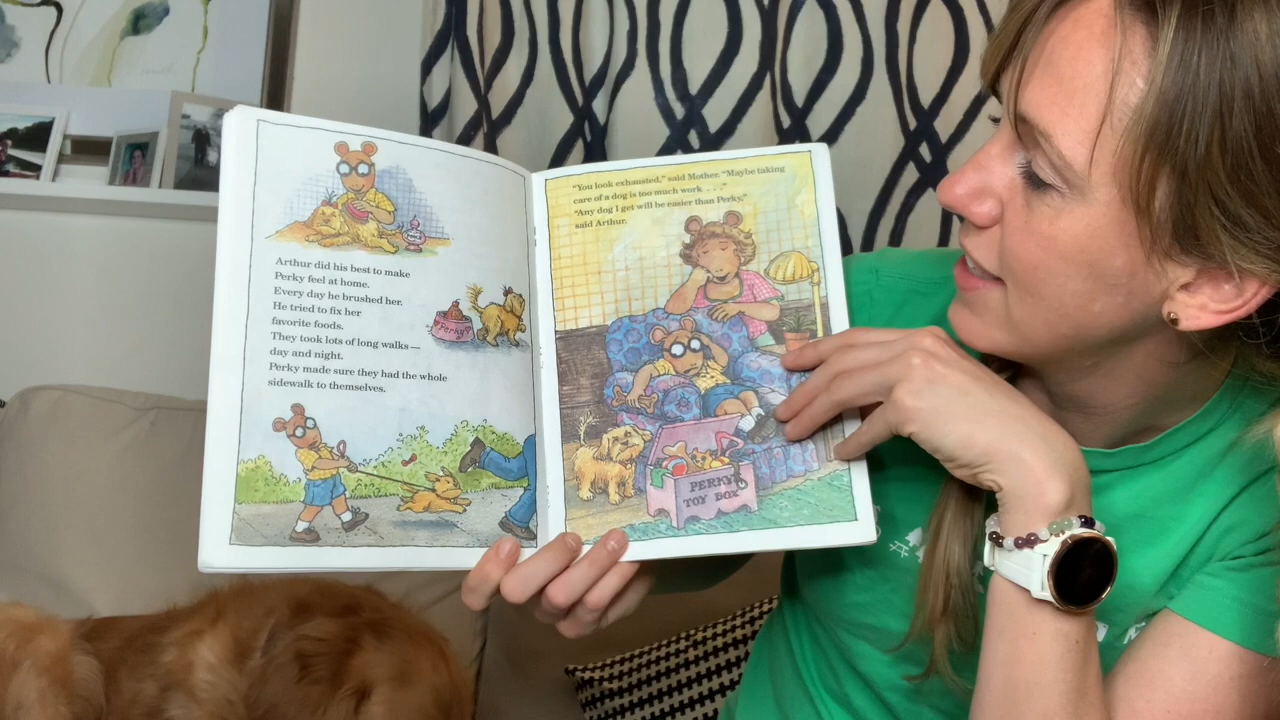 Arthur did his best to make
Perky feel at home.
Every day he brushed her.
He tried to fix her
favorite foods.
They took lots of long walks—
day and night.
Perky made sure they had the whole
sidewalk to themselves.
Perky
"You look exhausted," said Mother. "Maybe taking
care of a dog is too much work . . ."
"Any dog I get will be easier than Perky,"
said Arthur.
PERKY
TOY BOX